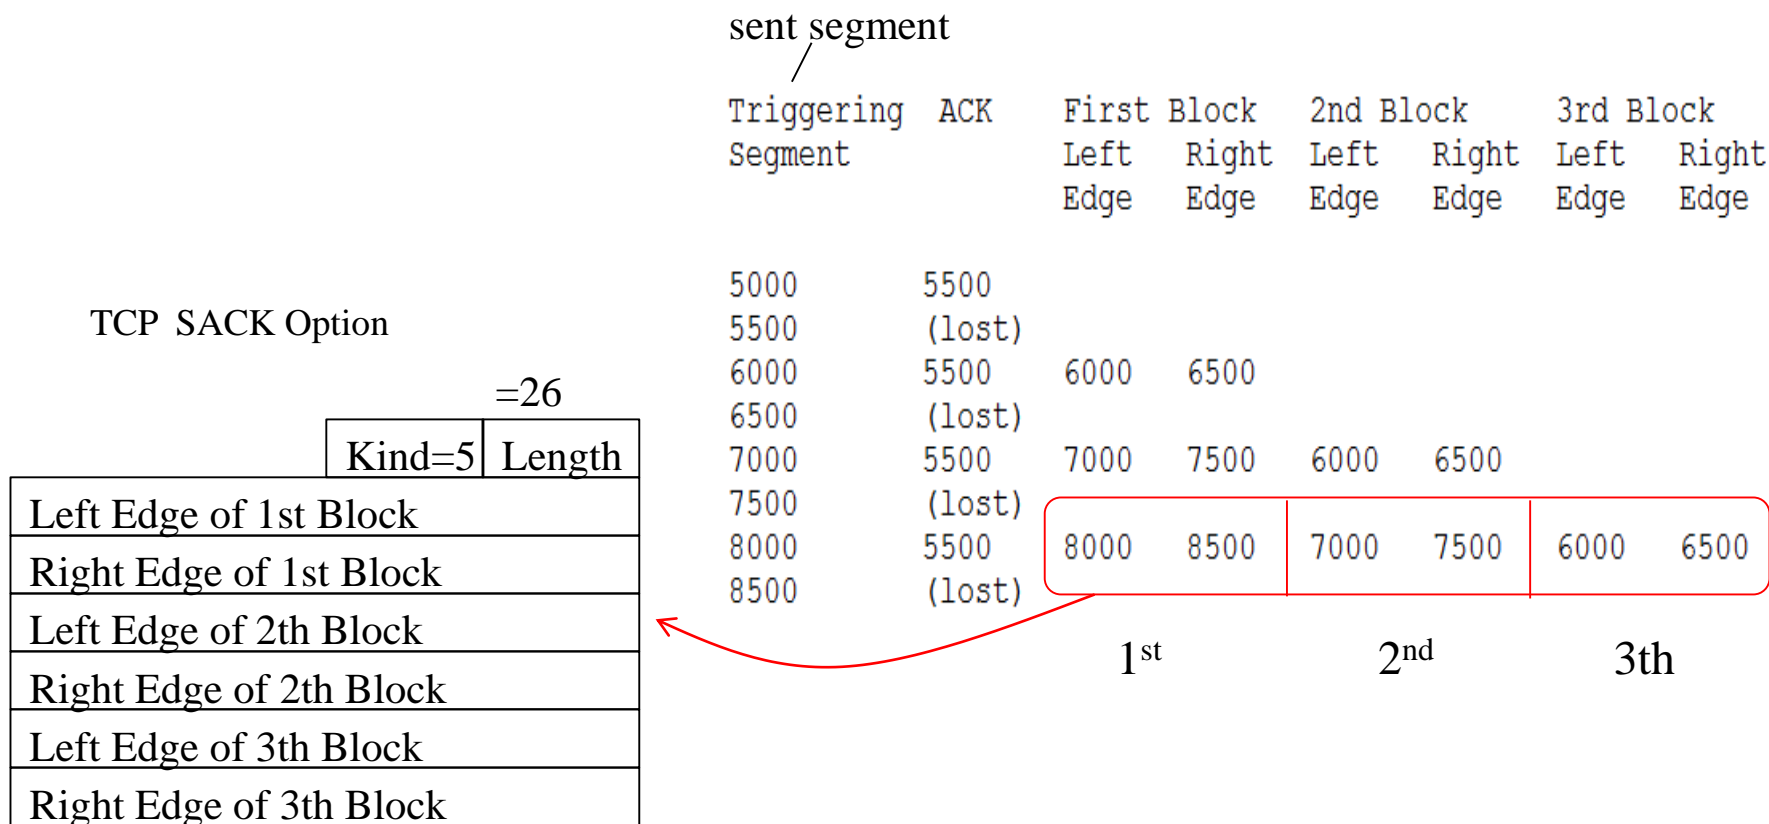 sent segment
Triggering ACK First Block 2nd Block 3rd Block
Segment Left Right Left Right Left Right
Edge Edge Edge Edge Edge Edge
5000 5500
5500 (lost)
6000 5500 6000 6500
6500 (lost)
7000 5500 7000 7500 6000 6500
7500 (lost)
8000 5500 8000 8500 7000 7500 6000 6500
8500 (lost)
1st 2nd 3th
TCP SACK Option
=26
Kind=5 Length
Left Edge of 1st Block
Right Edge of 1st Block
Left Edge of 2th Block
Right Edge of 2th Block
Left Edge of 3th Block
Right Edge of 3th Block